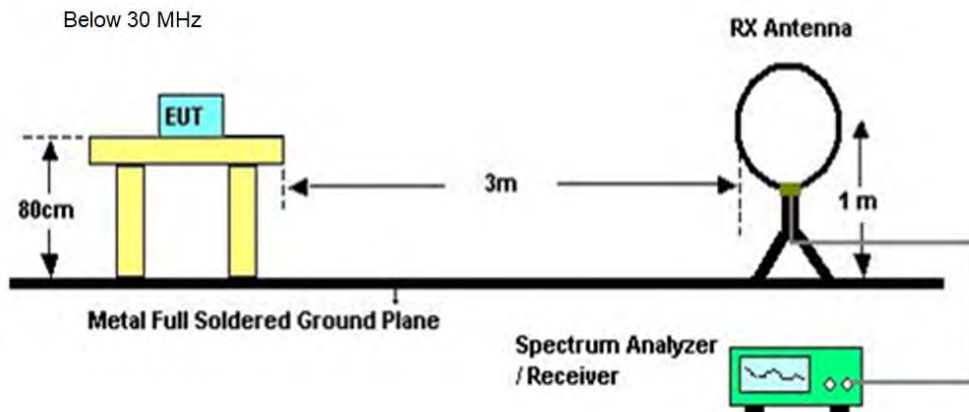 Below 30 MHz
RX Antenna
EUT
3m
80cm
1 m
Metal Full Soldered Ground Plane
Spectrum Analyzer
/ Receiver